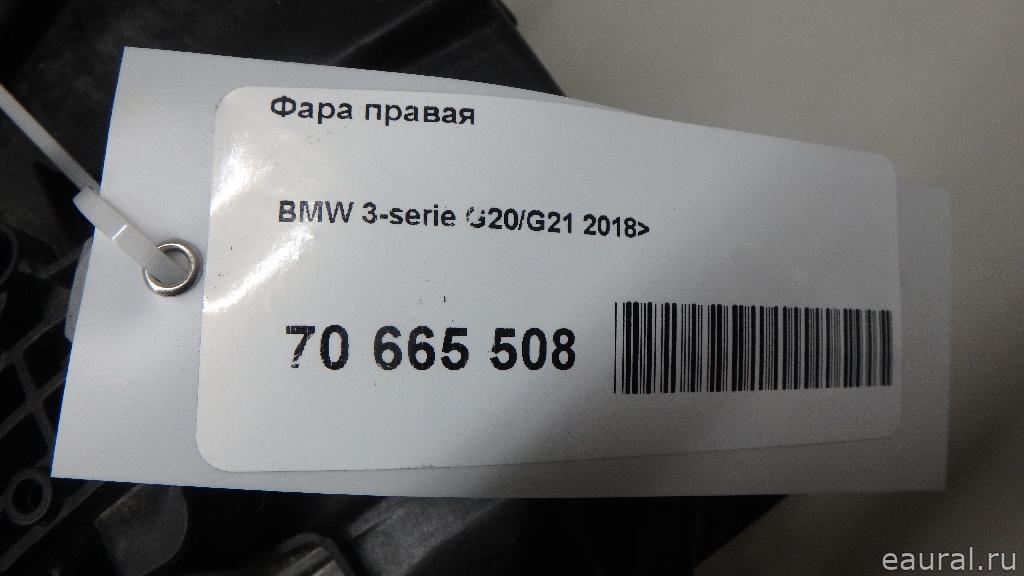 Фара правая
BMW 3-serie G20/G21 2018>
70 665 508
eaural.ru